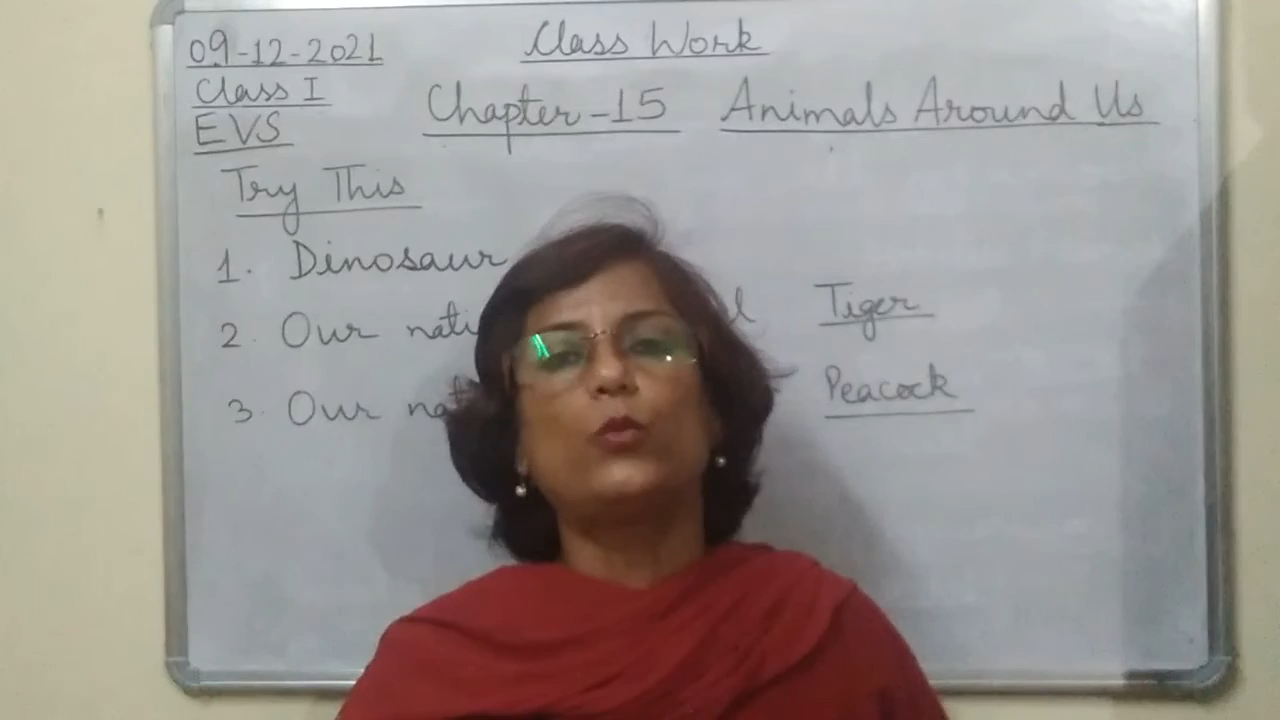 09-12-2021 Class Work
Class I
EVS
Chapter-15 Animals Around Us
Try This
1. Dinosaur
2. Our Tiger
3. Our Peacock